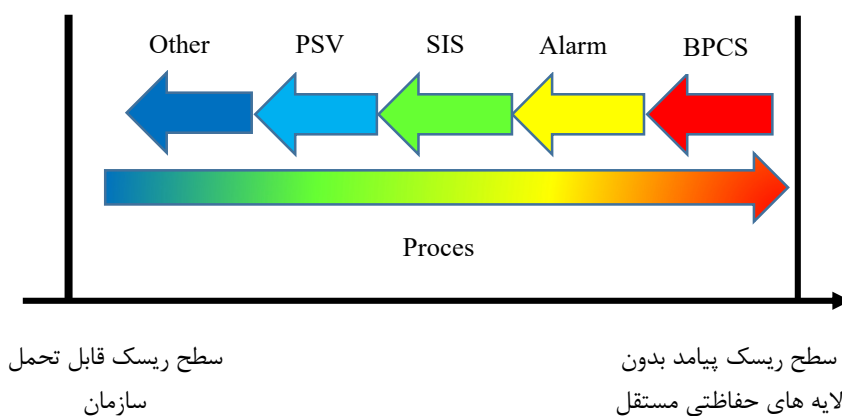 Other PSV SIS Alarm BPCS
Proces
سطح ریسک پیامد بدون
لایه های حفاظتی مستقل
سطح ریسک قابل تحمل
سازمان